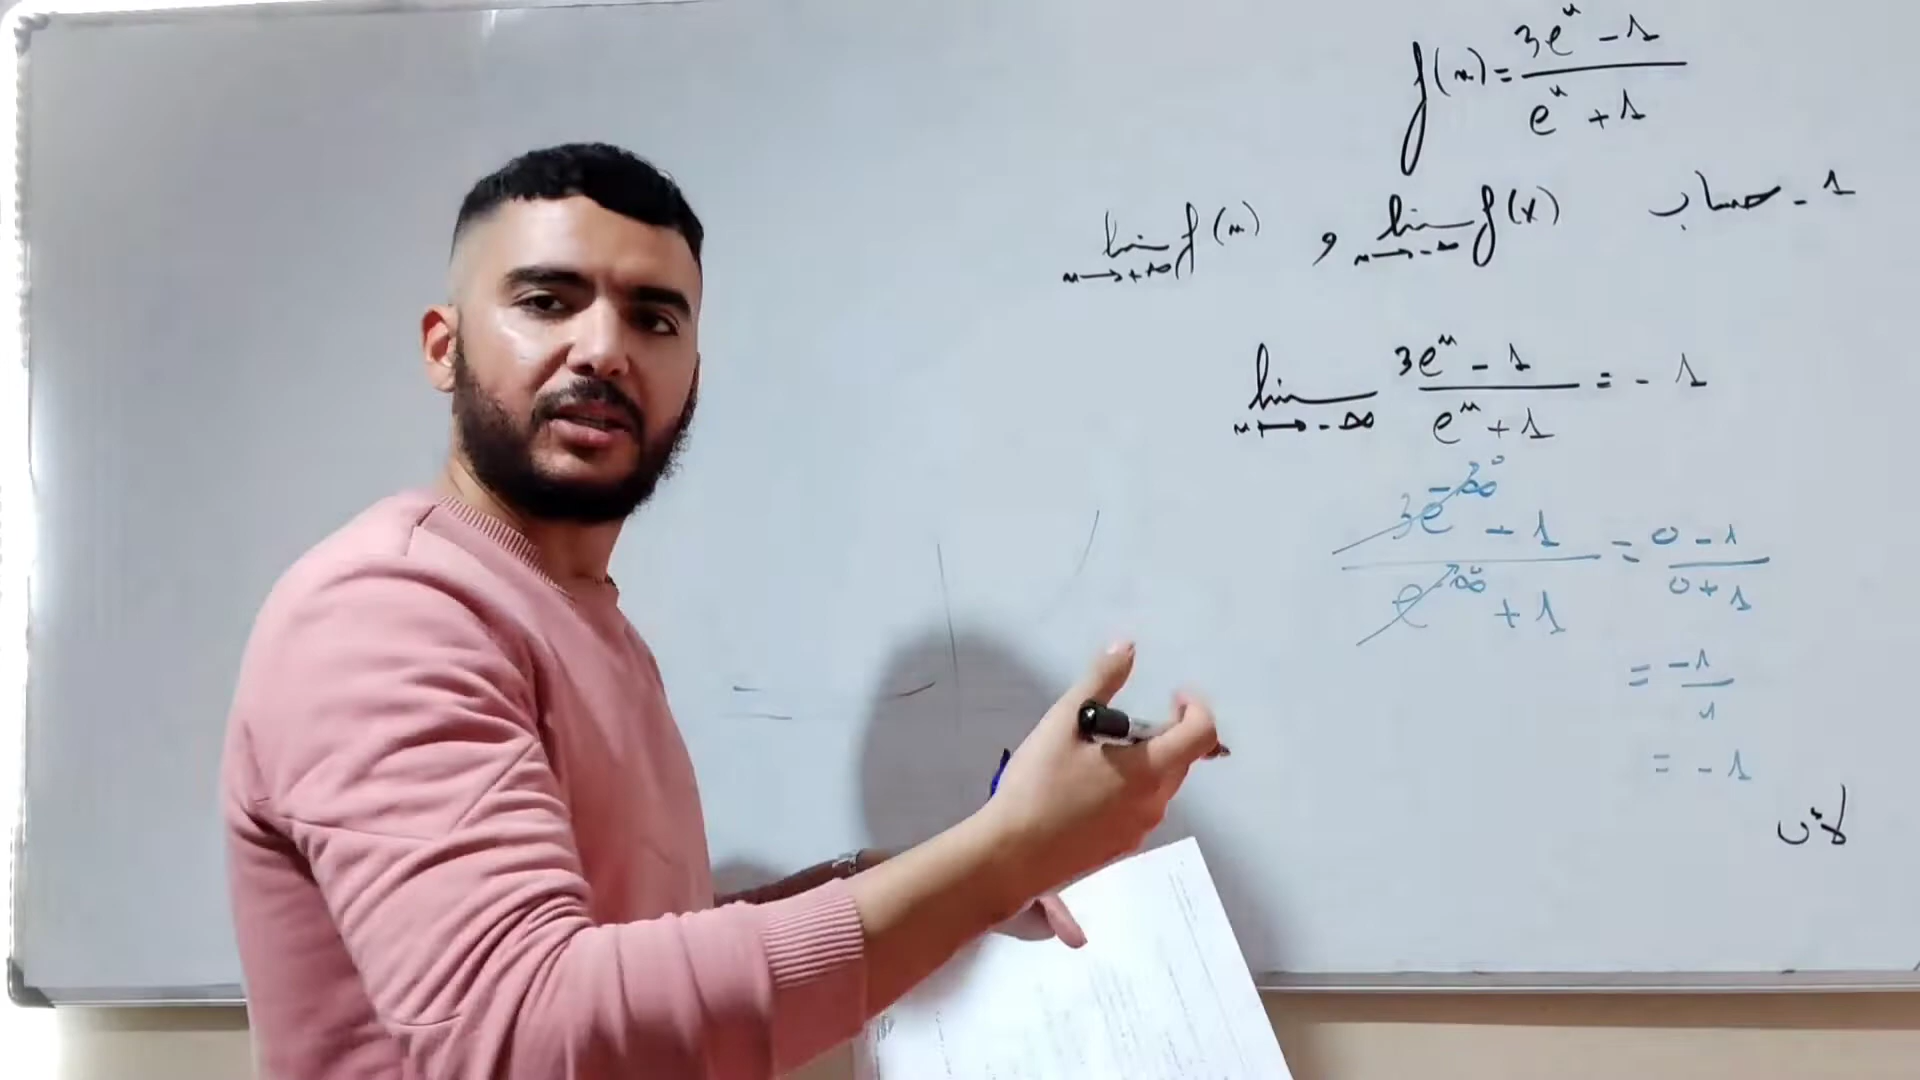 f(x) = (3e^x - 1) / (e^x + 1)
1 - حساب lim_{x→-∞} f(x) , lim_{x→+∞} f(x)
lim_{x→-∞} (3e^x - 1) / (e^x + 1) = -1
(3e^{-∞} - 1) / (e^{-∞} + 1) = (0 - 1) / (0 + 1)
= -1 / 1
= -1
لأن